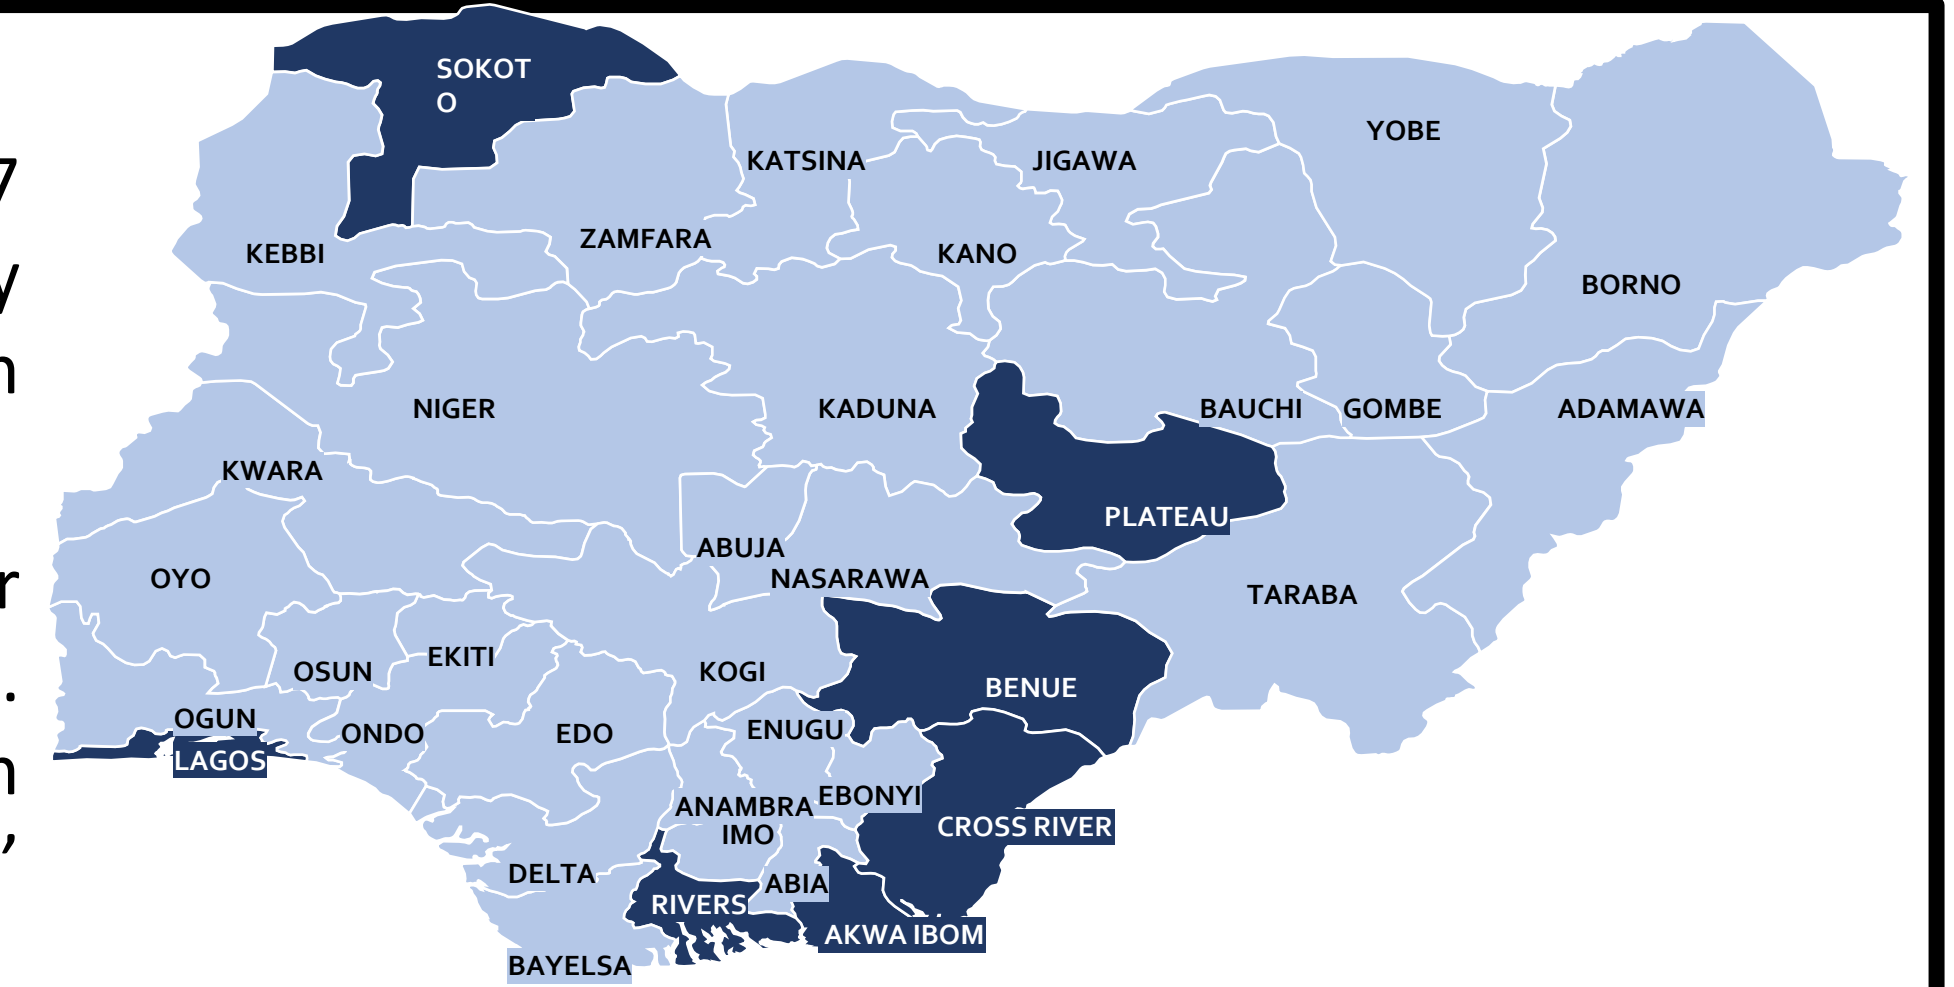 SOKOT
O
7
YOBE
KATSINA
JIGAWA
ZAMFARA
KEBBI
KANO
y
BORNO
n
NIGER
KADUNA
BAUCHI
GOMBE
ADAMAWA
KWARA
PLATEAU
ABUJA
OYO
NASARAWA
r
TARABA
EKITI
OSUN
KOGI
BENUE
.
OGUN
ENUGU
ONDO
EDO
LAGOS
n
EBONYI
ANAMBRA
CROSS RIVER
IMO
,
DELTA
ABIA
RIVERS
AKWA IBOM
BAYELSA